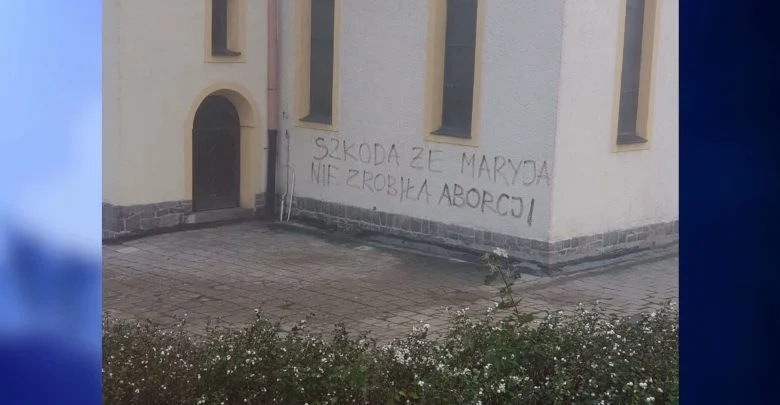 SZKODA ZE MARYJA
NIE ZROBIŁA ABORCJI